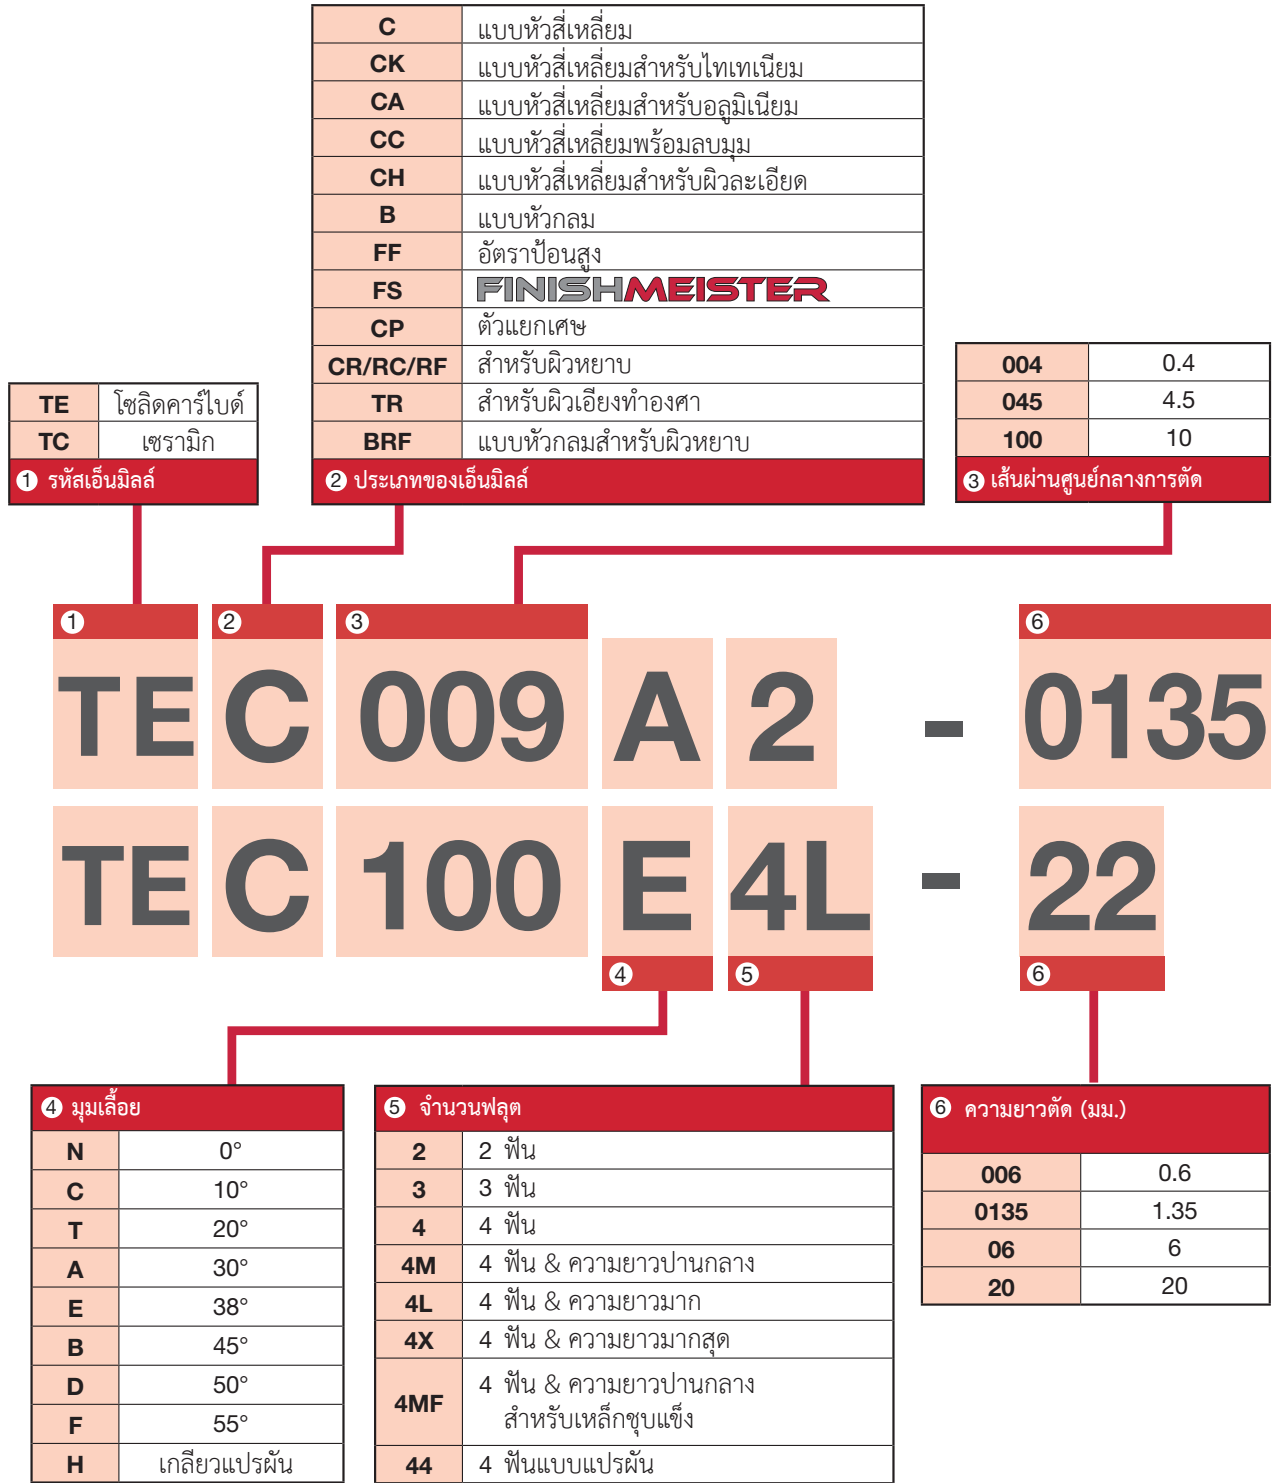 C แบบหัวสี่เหลี่ยม
CK แบบหัวสี่เหลี่ยมสำหรับไทเทเนียม
CA แบบหัวสี่เหลี่ยมสำหรับอลูมิเนียม
CC แบบหัวสี่เหลี่ยมพร้อมลบมุม
CH แบบหัวสี่เหลี่ยมสำหรับผิวละเอียด
B แบบหัวกลม
FF อัตราป้อนสูง
FS FINISHMEISTER
CP ตัวแยกเศษ
CR/RC/RF สำหรับผิวหยาบ
TR สำหรับผิวเอียงทำองศา
BRF แบบหัวกลมสำหรับผิวหยาบ
② ประเภทของเอ็นมิลล์
TE โซลิดคาร์ไบด์
TC เซรามิก
① รหัสเอ็นมิลล์
004 0.4
045 4.5
100 10
③ เส้นผ่านศูนย์กลางการตัด
① ② ③ ⑥
TE C 009 A 2 - 0135
TE C 100 E 4L - 22
④ ⑤ ⑥
④ มุมเลื้อย
N 0°
C 10°
T 20°
A 30°
E 38°
B 45°
D 50°
F 55°
H เกลียวแปรผัน
⑤ จำนวนฟลุต
2 2 ฟัน
3 3 ฟัน
4 4 ฟัน
4M 4 ฟัน & ความยาวปานกลาง
4L 4 ฟัน & ความยาวมาก
4X 4 ฟัน & ความยาวมากสุด
4MF 4 ฟัน & ความยาวปานกลาง
สำหรับเหล็กชุบแข็ง
44 4 ฟันแบบแปรผัน
⑥ ความยาวตัด (มม.)
006 0.6
0135 1.35
06 6
20 20